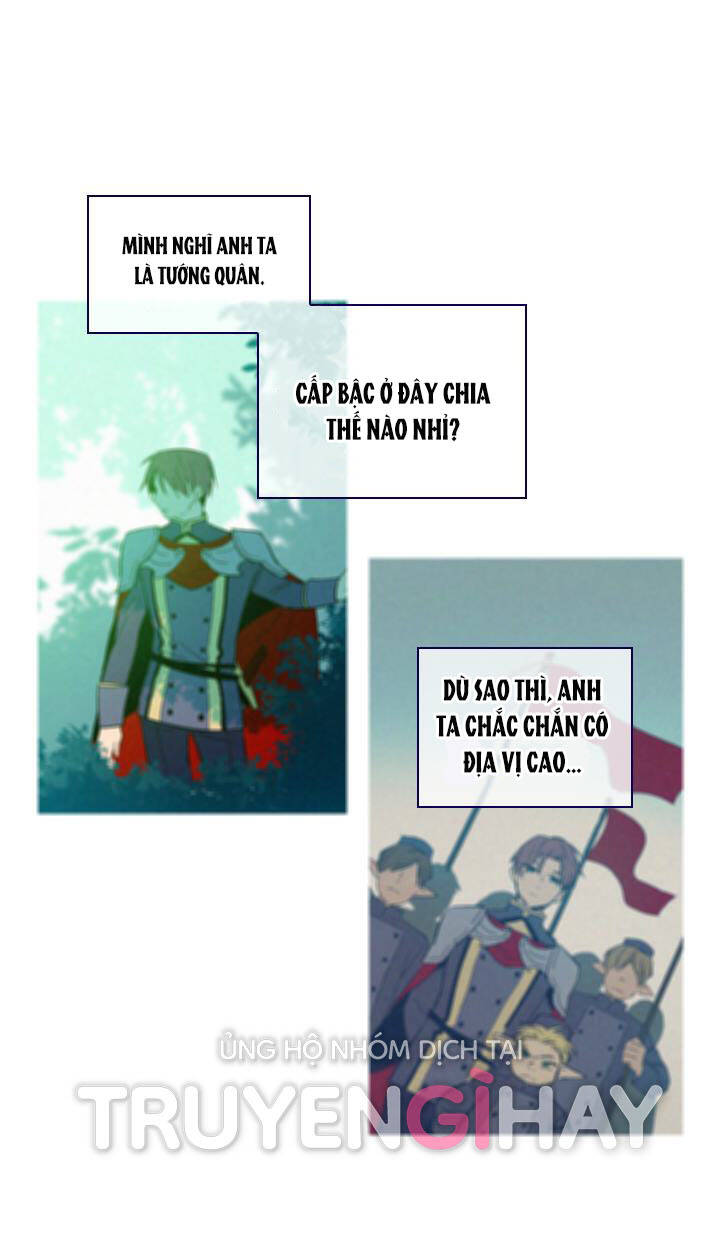 MÌNH NGHĨ ANH TA
LÀ TƯỚNG QUÂN.
CẤP BẬC Ở ĐÂY CHIA
THẾ NÀO NHỈ?
DÙ SAO THÌ, ANH
TA CHẮC CHẮN CÓ
ĐỊA VỊ CAO...
ỦNG HỘ NHÓM DỊCH TẠI
TRUYENGIHAY